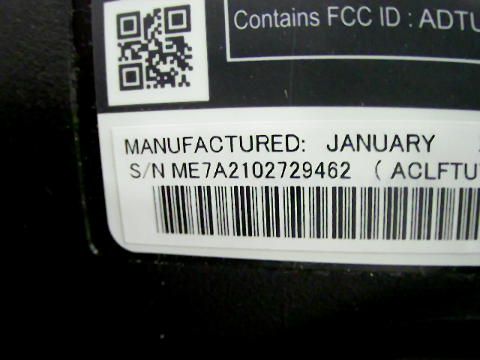 Contains FCC ID : ADTU
MANUFACTURED: JANUARY
S/N ME7A2102729462 ( ACLFTU